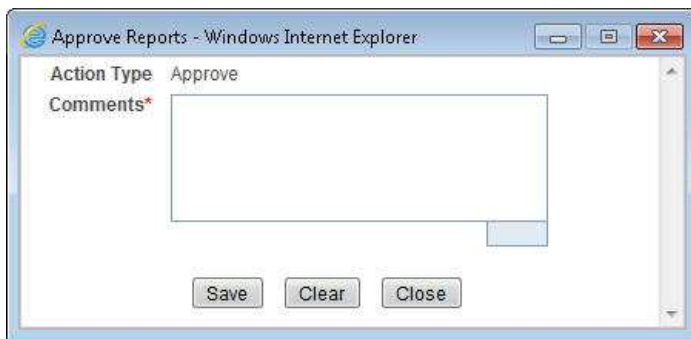 Approve Reports - Windows Internet Explorer
Action Type Approve
Comments*
Save Clear Close